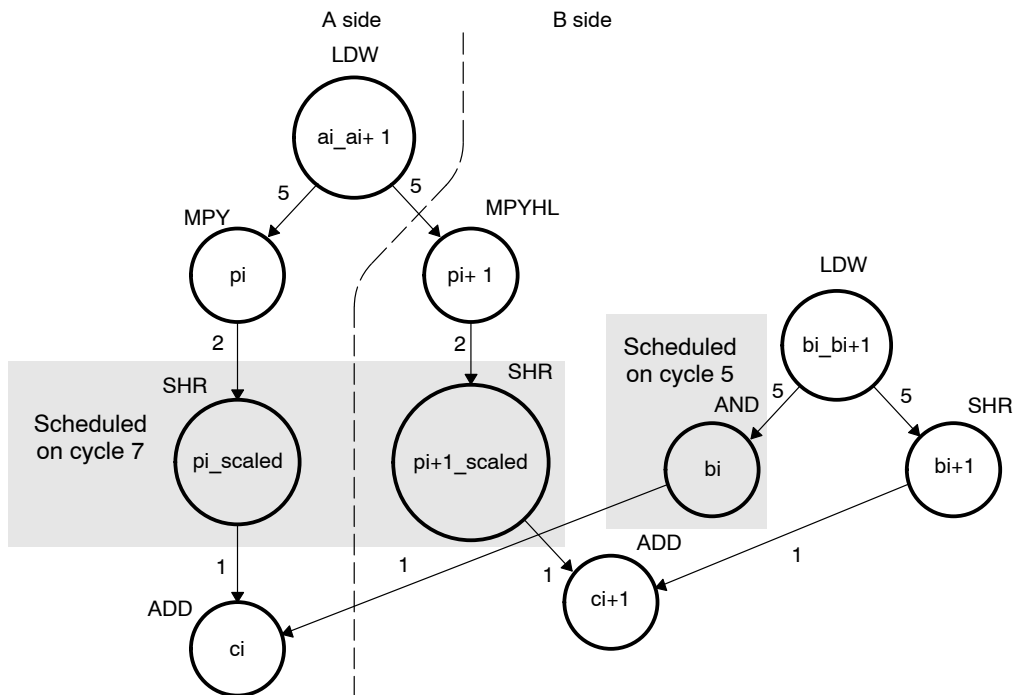 A side
B side
LDW
ai_ai+ 1
5
5
MPY
MPYHL
pi
pi+ 1
LDW
bi_bi+1
2
2
Scheduled
on cycle 5
SHR
SHR
AND
5
5
SHR
Scheduled
on cycle 7
pi_scaled
pi+1_scaled
bi
bi+1
1
1
1
1
ADD
ADD
ci+1
ci